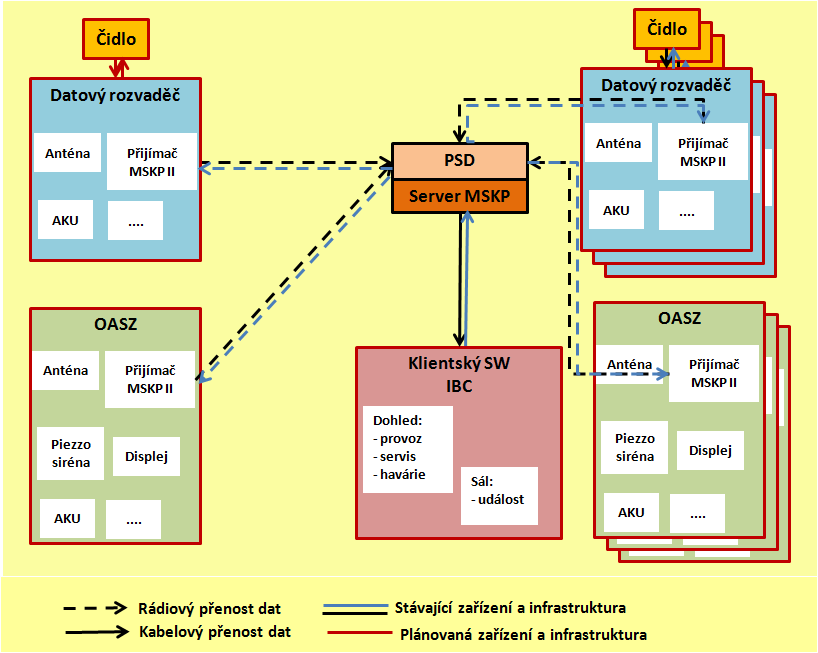 Čidlo
Datový rozvaděč
Anténa
Přijímač
MSKP II
AKU
....
OASZ
Anténa
Přijímač
MSKP II
Piezzo
siréna
Displej
AKU
....
PSD
Server MSKP
Klientský SW
IBC
Dohled:
- provoz
- servis
- havárie
Sál:
- událost
Čidlo
Datový rozvaděč
Anténa
Přijímač
MSKP II
AKU
....
OASZ
Anténa
Přijímač
MSKP II
Piezzo
siréna
Displej
AKU
....
Rádiový přenost dat
Kabelový přenost dat
Stávající zařízení a infrastruktura
Plánovaná zařízení a infrastruktura